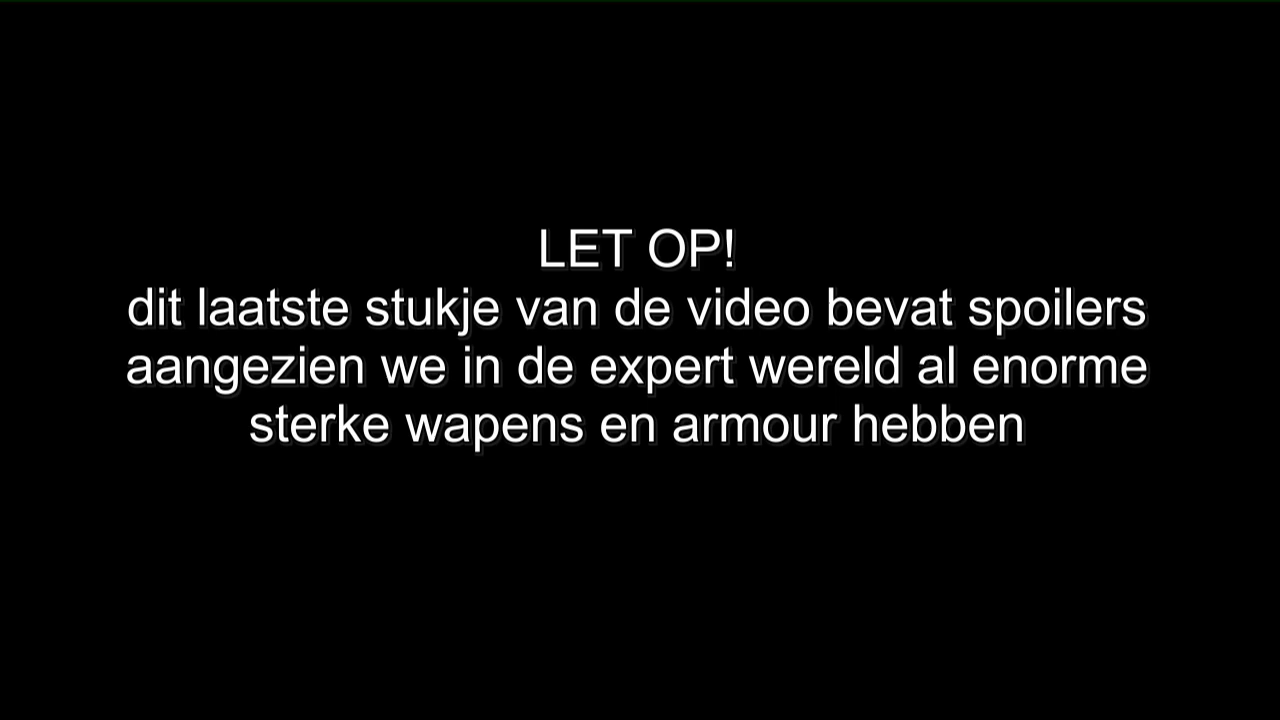 LET OP!
dit laatste stukje van de video bevat spoilers
aangezien we in de expert wereld al enorme
sterke wapens en armour hebben